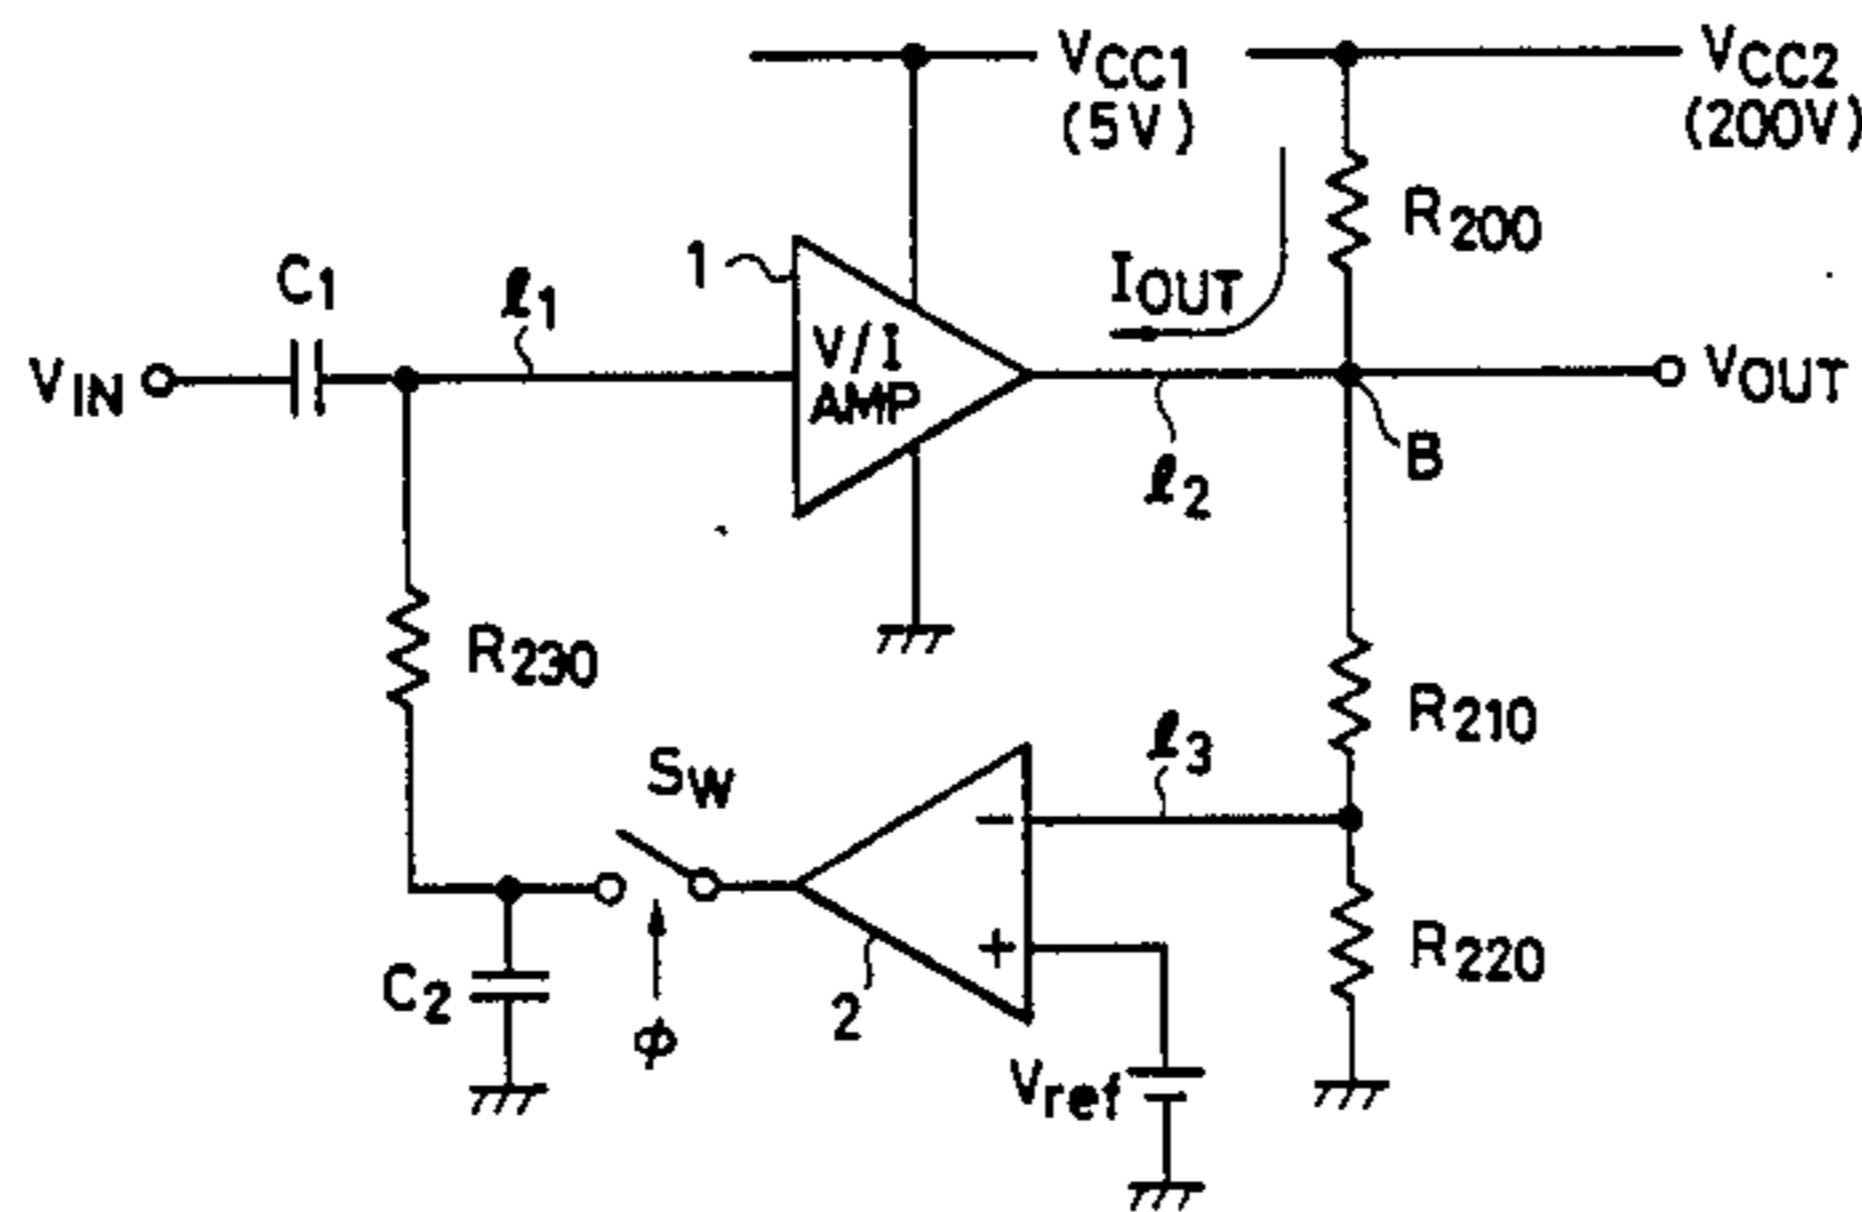 VCC1
(5V)
VCC2
(200V)
R200
1
C1
ℓ1
IOUT
V/I
AMP
VIN
VOUT
B
ℓ2
R230
R210
ℓ3
SW
−
+
R220
C2
2
φ
Vref